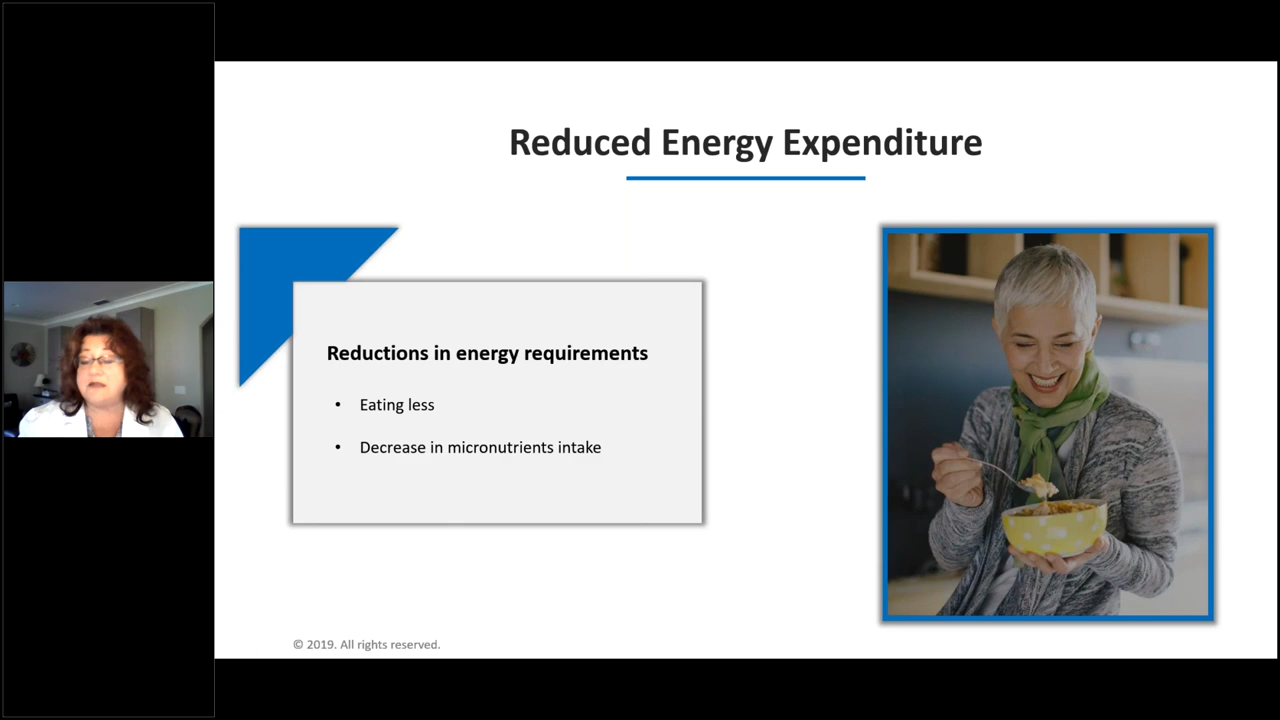 Reduced Energy Expenditure
Reductions in energy requirements
• Eating less
• Decrease in micronutrients intake
© 2019. All rights reserved.